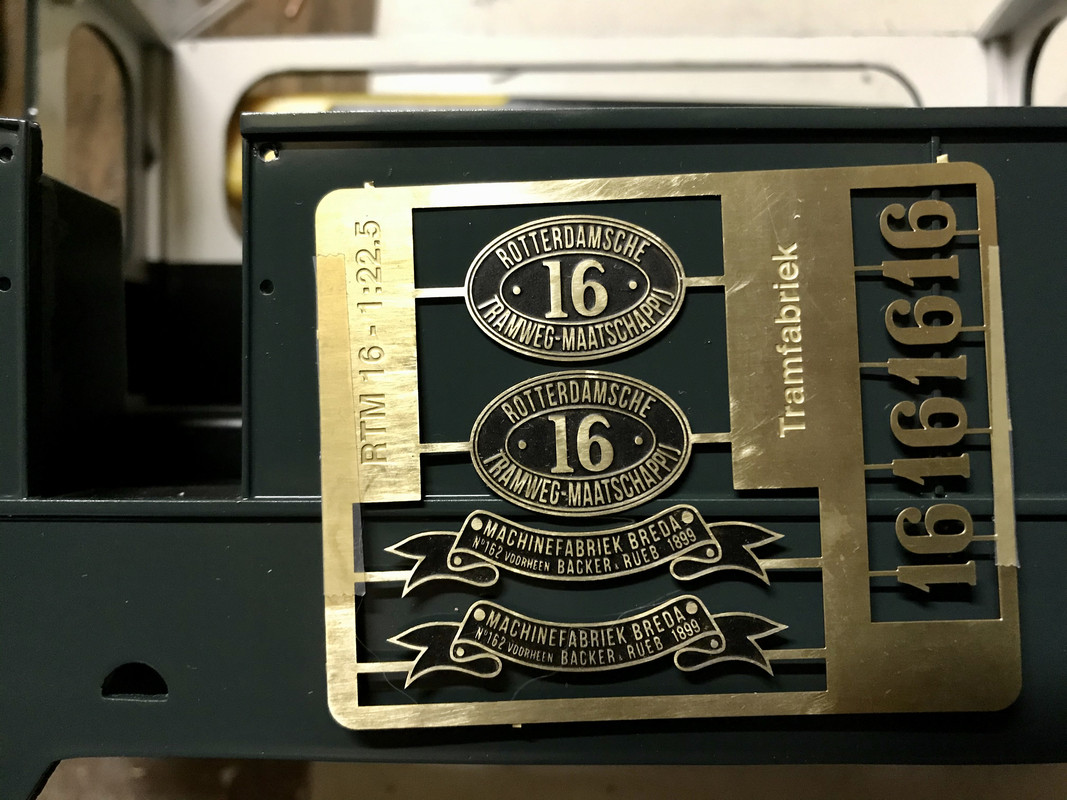 RTM 16 - 1:22.5
ROTTERDAMSCHE
16
TRAMWEG-MAATSCHAPPIJ
ROTTERDAMSCHE
16
TRAMWEG-MAATSCHAPPIJ
MACHINEFABRIEK BREDA
Nº162 VOORHEEN BACKER & RUEB 1899
MACHINEFABRIEK BREDA
Nº162 VOORHEEN BACKER & RUEB 1899
Tramfabriek
16
16
16
16